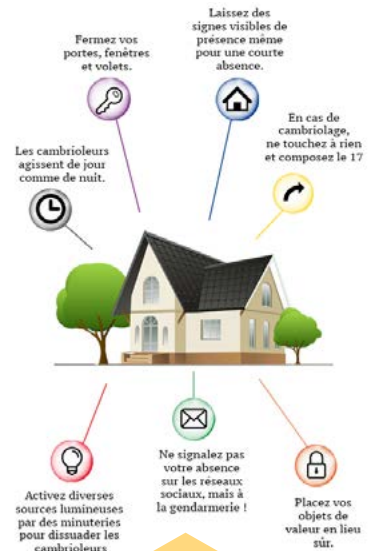 Laissez des
signes visibles de
présence même
pour une courte
absence.
Fermez vos
portes, fenêtres
et volets.
En cas de
cambriolage,
ne touchez à rien
et composez le 17
Les cambrioleurs
agissent de jour
comme de nuit.
Activez diverses
sources lumineuses
par des minuteries
pour dissuader les
cambrioleurs
Ne signalez pas
votre absence
sur les réseaux
sociaux, mais à
la gendarmerie !
Placez vos
objets de
valeur en lieu
sûr.